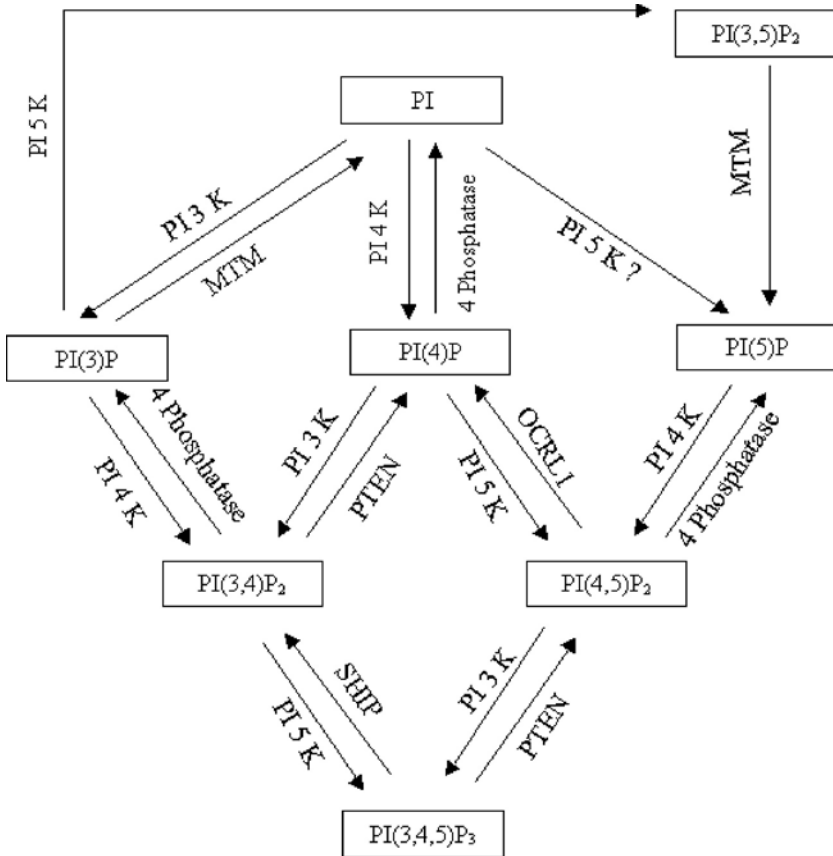 PI(3,5)P₂
PI
PI 5 K
MTM
PI 3 K
MTM
PI 4 K
4 Phosphatase
PI 5 K ?
PI(3)P
PI(4)P
PI(5)P
PI 4 K
4 Phosphatase
PI 3 K
PTEN
PI 5 K
OCRL1
PI 4 K
4 Phosphatase
PI(3,4)P₂
PI(4,5)P₂
PI 5 K
SHIP
PI 3 K
PTEN
PI(3,4,5)P₃